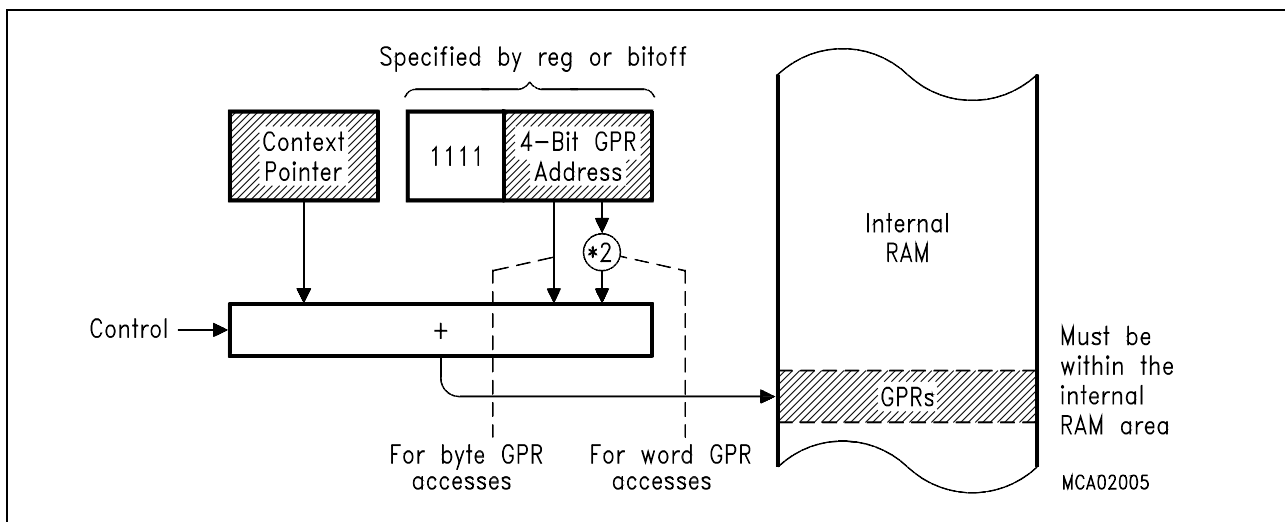 Specified by reg or bitoff
Context
Pointer
1111
4-Bit GPR
Address
*2
Internal
RAM
Control
+
Must be
within the
internal
RAM area
GPRs
For byte GPR
accesses
For word GPR
accesses
MCA02005